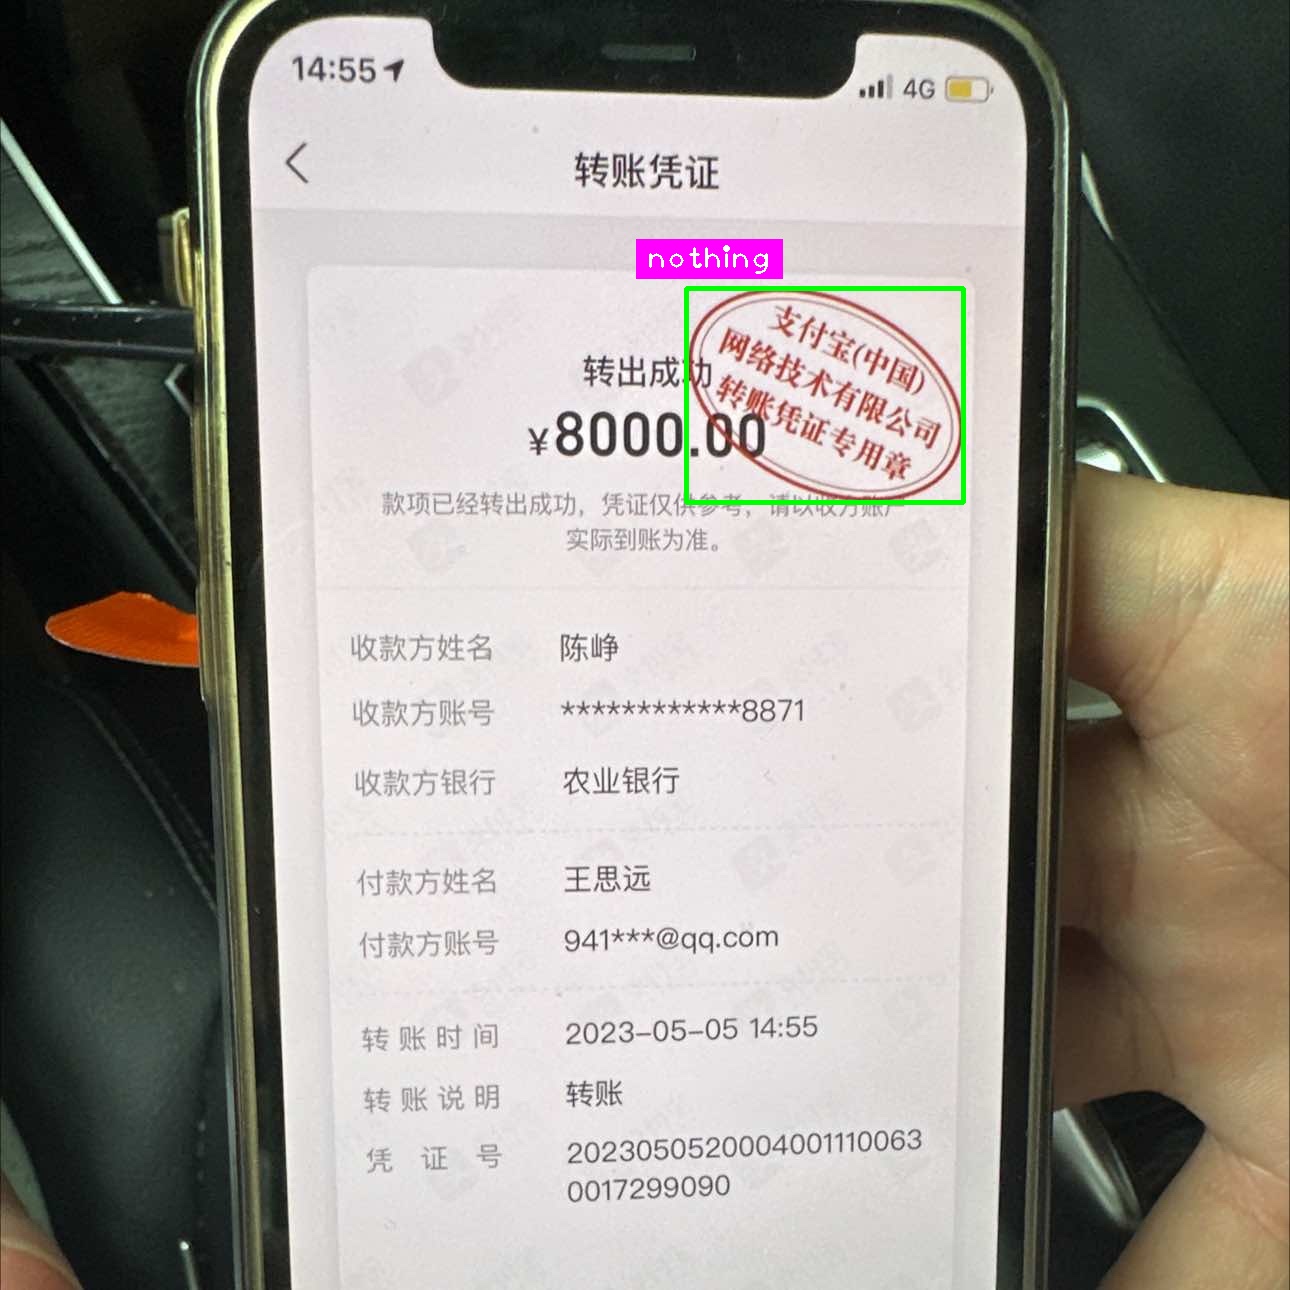 14:55
4G
转账凭证
nothing
支付宝(中国)
网络技术有限公司
转账凭证专用章
转出成功
¥8000.00
款项已经转出成功，凭证仅供参考，请以收方账户
实际到账为准。
收款方姓名 陈峥
收款方账号 ************8871
收款方银行 农业银行
付款方姓名 王思远
付款方账号 941***@qq.com
转账时间 2023-05-05 14:55
转账说明 转账
凭证号 2023050520004001110063
0017299090